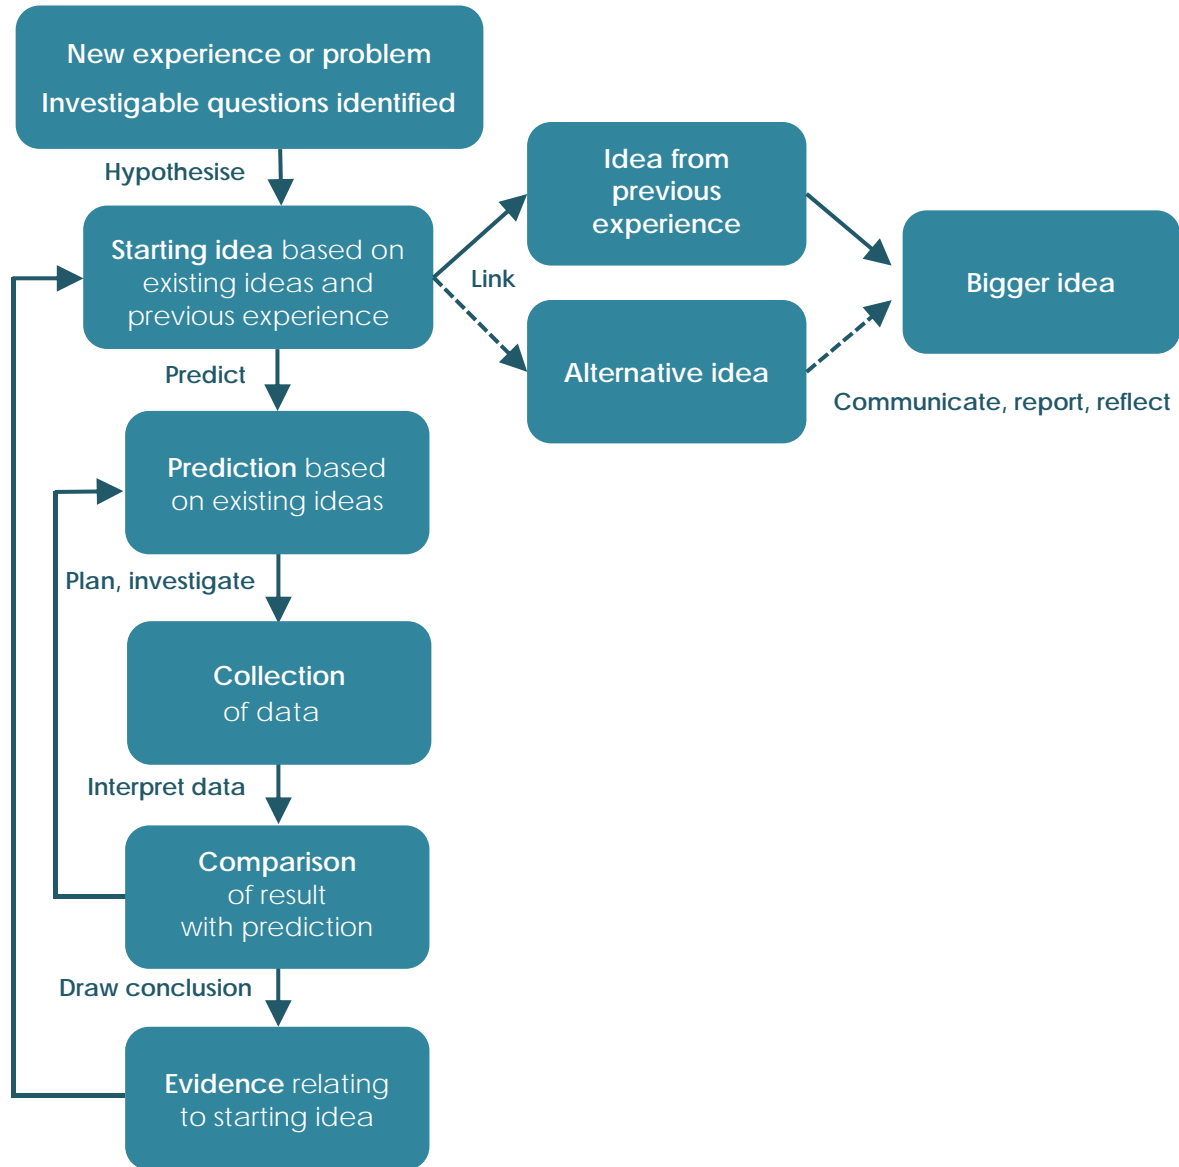 New experience or problem
Investigable questions identified
Hypothesise
Starting idea based on
existing ideas and
previous experience
Link
Idea from
previous
experience
Alternative idea
Bigger idea
Communicate, report, reflect
Predict
Prediction based
on existing ideas
Plan, investigate
Collection
of data
Interpret data
Comparison
of result
with prediction
Draw conclusion
Evidence relating
to starting idea